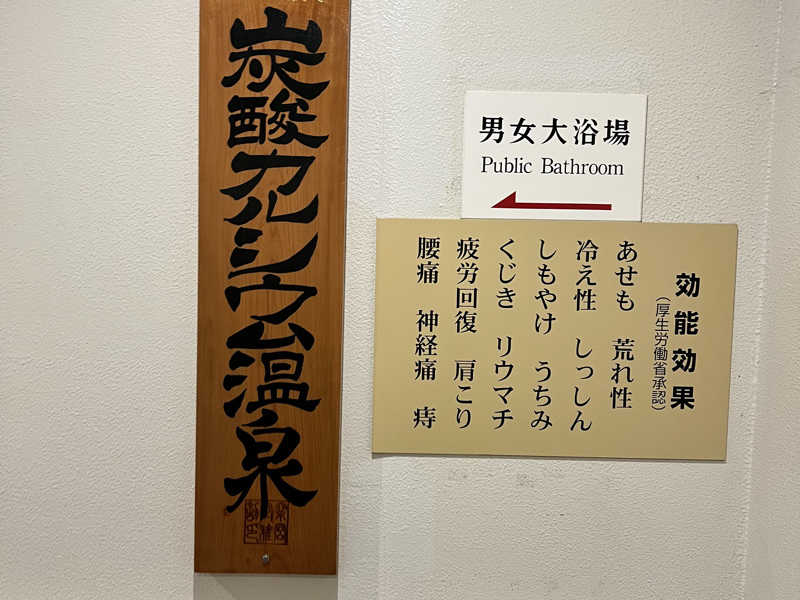 炭酸カルシウム温泉
男女大浴場
Public Bathroom
効能効果
（厚生労働省承認）
あせも 荒れ性
冷え性 しっしん
しもやけ うちみ
くじき リウマチ
疲労回復 肩こり
腰痛 神経痛 痔